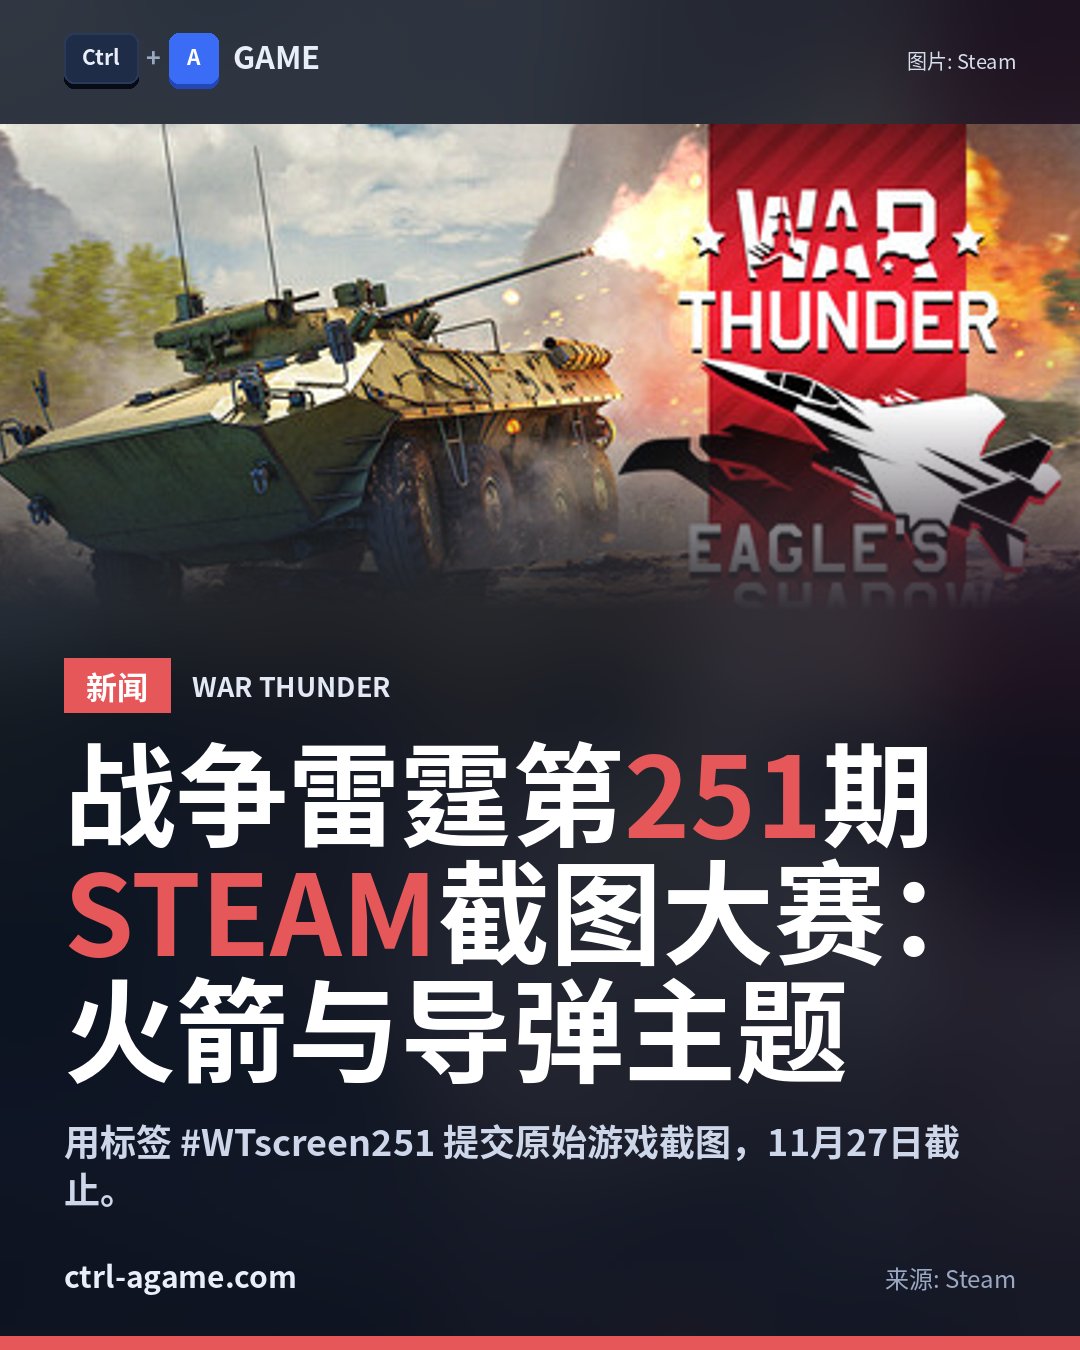 Ctrl + A GAME
图片: Steam
WAR
THUNDER
EAGLE'S
SHADOW
新闻 WAR THUNDER
战争雷霆第251期
STEAM截图大赛：
火箭与导弹主题
用标签 #WTscreen251 提交原始游戏截图，11月27日截
止。
ctrl-agame.com
来源: Steam